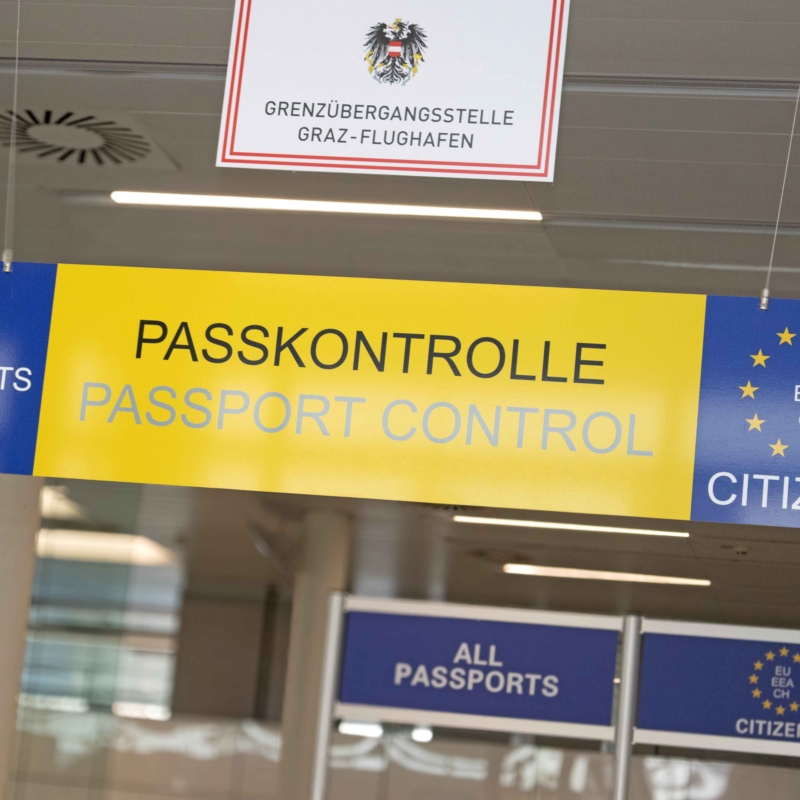 GRENZÜBERGANGSSTELLE
GRAZ-FLUGHAFEN
TS
PASSKONTROLLE
PASSPORT CONTROL
CITIZ
ALL
PASSPORTS
EU
EEA
CH
CITIZE